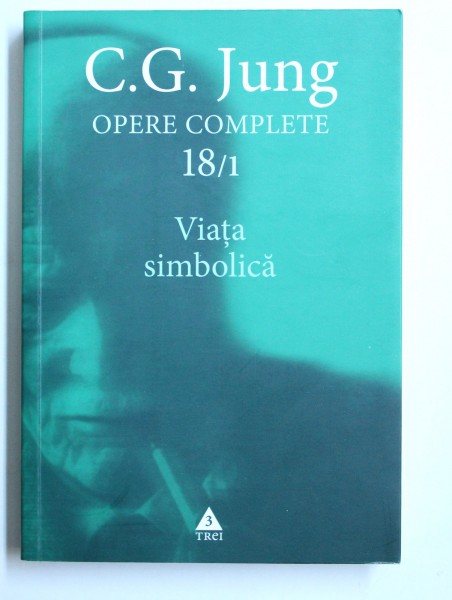 C.G. Jung
OPERE COMPLETE
18/1
Viața
simbolică
3
TREI